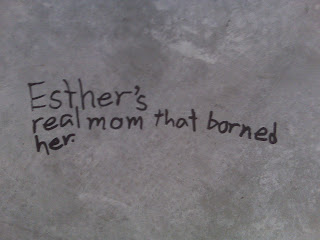 Esther's
real mom that borned
her.